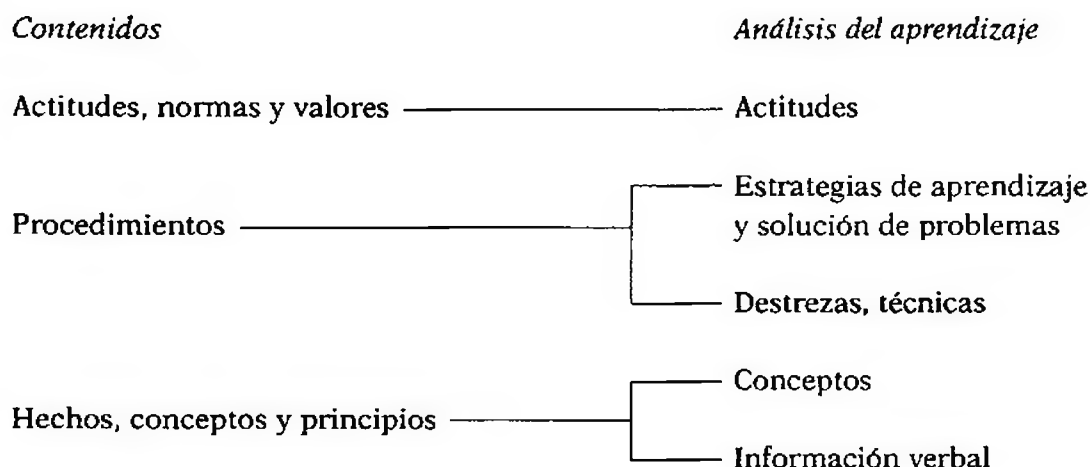 Contenidos
Análisis del aprendizaje
Actitudes, normas y valores
Actitudes
Procedimientos
Estrategias de aprendizaje
y solución de problemas
Destrezas, técnicas
Hechos, conceptos y principios
Conceptos
Información verbal